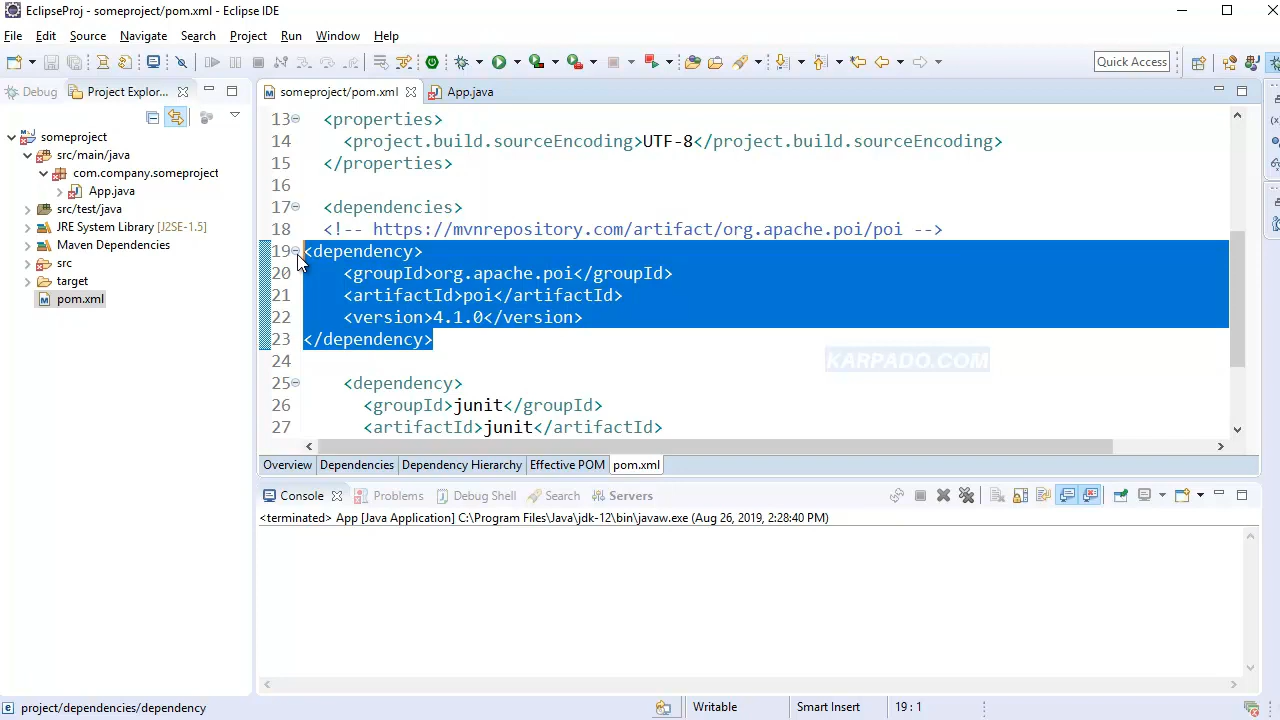 EclipseProj - someproject/pom.xml - Eclipse IDE
File Edit Source Navigate Search Project Run Window Help
Quick Access
Debug Project Explor...
someproject/pom.xml App.java
someproject
src/main/java
com.company.someproject
App.java
src/test/java
JRE System Library [J2SE-1.5]
Maven Dependencies
src
target
pom.xml
13 <properties>
14 <project.build.sourceEncoding>UTF-8</project.build.sourceEncoding>
15 </properties>
16
17 <dependencies>
18 <!-- https://mvnrepository.com/artifact/org.apache.poi/poi -->
19 <dependency>
20 <groupId>org.apache.poi</groupId>
21 <artifactId>poi</artifactId>
22 <version>4.1.0</version>
23 </dependency>
24
25 <dependency>
26 <groupId>junit</groupId>
27 <artifactId>junit</artifactId>
KARPADO.COM
Overview Dependencies Dependency Hierarchy Effective POM pom.xml
Console Problems Debug Shell Search Servers
<terminated> App [Java Application] C:\Program Files\Java\jdk-12\bin\javaw.exe (Aug 26, 2019, 2:28:40 PM)
project/dependencies/dependency Writable Smart Insert 19 : 1